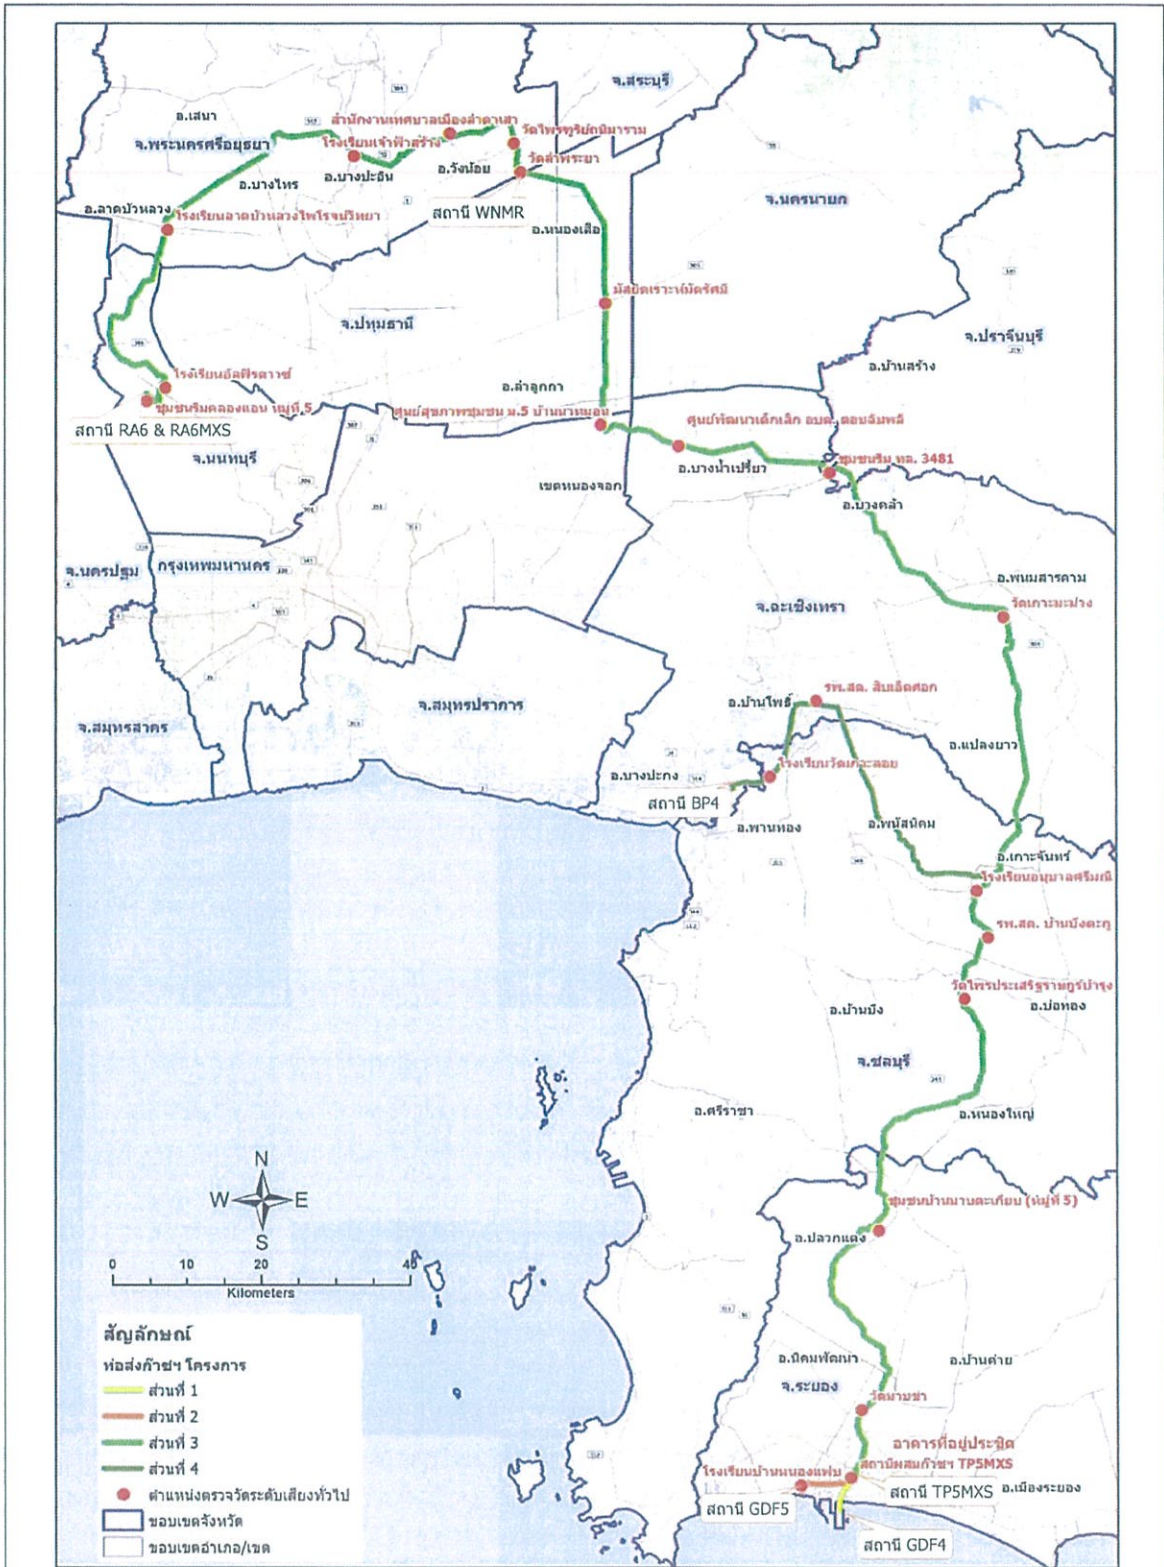 จ.สระบุรี
อ.เสนา
สำนักงานเทศบาลเมืองลำตาเสา
วัดไพรฑูริย์ถนิมาราม
จ.พระนครศรีอยุธยา
โรงเรียนเจ้าฟ้าสร้าง
อ.บางปะอิน
อ.วังน้อย
วัดลำพระยา
อ.บางไทร
จ.นครนายก
อ.ลาดบัวหลวง
โรงเรียนลาดบัวหลวงไพโรจน์วิทยา
สถานี WNMR
อ.หนองเสือ
มัสยิดเราะห์มัดรัศมี
จ.ปทุมธานี
จ.ปราจีนบุรี
อ.บ้านสร้าง
โรงเรียนอัลฟิรดาวซ์
อ.ลำลูกกา
ชุมชนริมคลองแอน หมู่ที่ 5
ศูนย์สุขภาพชุมชน ม.5 บ้านนาหมอน
สถานี RA6 & RA6MXS
จ.นนทบุรี
อ.บางน้ำเปรี้ยว
ชุมชนริม ทล. 3481
เขตหนองจอก
อ.บางคล้า
จ.นครปฐม
กรุงเทพมหานคร
อ.พนมสารคาม
จ.ฉะเชิงเทรา
วัดเกาะมะม่วง
รพ.สต. สิบเอ็ดศอก
อ.บ้านโพธิ์
จ.สมุทรปราการ
จ.สมุทรสาคร
อ.แปลงยาว
โรงเรียนวัดเกาะลอย
อ.บางปะกง
สถานี BP4
อ.พานทอง
อ.พนัสนิคม
อ.เกาะจันทร์
โรงเรียนอนุบาลศรีมณี
รพ.สต. บ้านบึงตะกู
วัดไพรประเสริฐราษฎร์บำรุง
อ.บ้านบึง
อ.บ่อทอง
จ.ชลบุรี
อ.ศรีราชา
อ.หนองใหญ่
N
W E
S
ชุมชนบ้านมาบตะเกียบ (หมู่ที่ 5)
อ.ปลวกแดง
0 20 40
Kilometers
สัญลักษณ์
ท่อส่งก๊าซฯ โครงการ
ส่วนที่ 1
ส่วนที่ 2
ส่วนที่ 3
ส่วนที่ 4
ตำแหน่งตรวจวัดระดับเสียงทั่วไป
ขอบเขตจังหวัด
ขอบเขตอำเภอ/เขต
อ.นิคมพัฒนา
อ.บ้านค่าย
จ.ระยอง
วัดมาบชา
อาคารที่อยู่ประชิด
สถานีผสมก๊าซฯ TP5MXS
โรงเรียนบ้านหนองแฟบ
สถานี TP5MXS
อ.เมืองระยอง
สถานี GDF5
สถานี GDF4